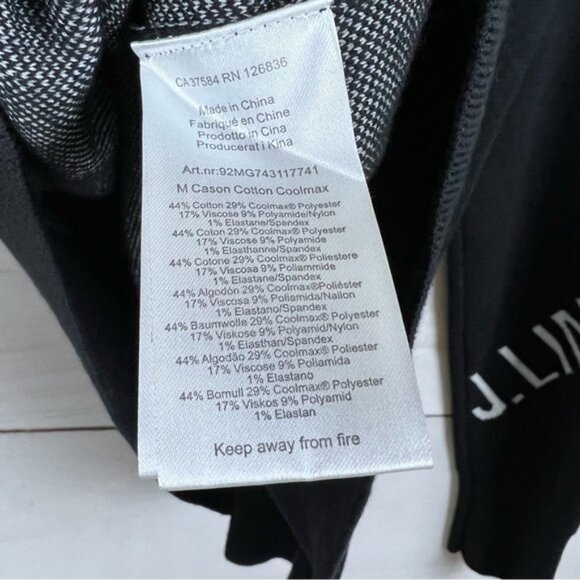 CA37584 RN 126836
Made in China
Fabriqué en Chine
Prodotto in Cina
Producerat i Kina
Art.nr:92MG743117741
M Cason Cotton Coolmax
44% Cotton 29% Coolmax® Polyester
17% Viscose 9% Polyamide/Nylon
1% Elastane/Spandex
44% Coton 29% Coolmax® Polyester
17% Viscose 9% Polyamide
1% Elasthanne/Spandex
44% Cotone 29% Coolmax® Poliestere
17% Viscosa 9% Poliammide
1% Elastane/Spandex
44% Algodón 29% Coolmax®Poliéster
17% Viscosa 9% Poliamida/Nailon
1% Elastano/Spandex
44% Baumwolle 29% Coolmax® Polyester
17% Viskose 9% Polyamid/Nylon
1% Elasthan/Spandex
44% Algodão 29% Coolmax® Poliester
17% Viscose 9% Poliamida
1% Elastano
44% Bomull 29% Coolmax® Polyester
17% Viskos 9% Polyamid
1% Elastan
Keep away from fire
J.LIN